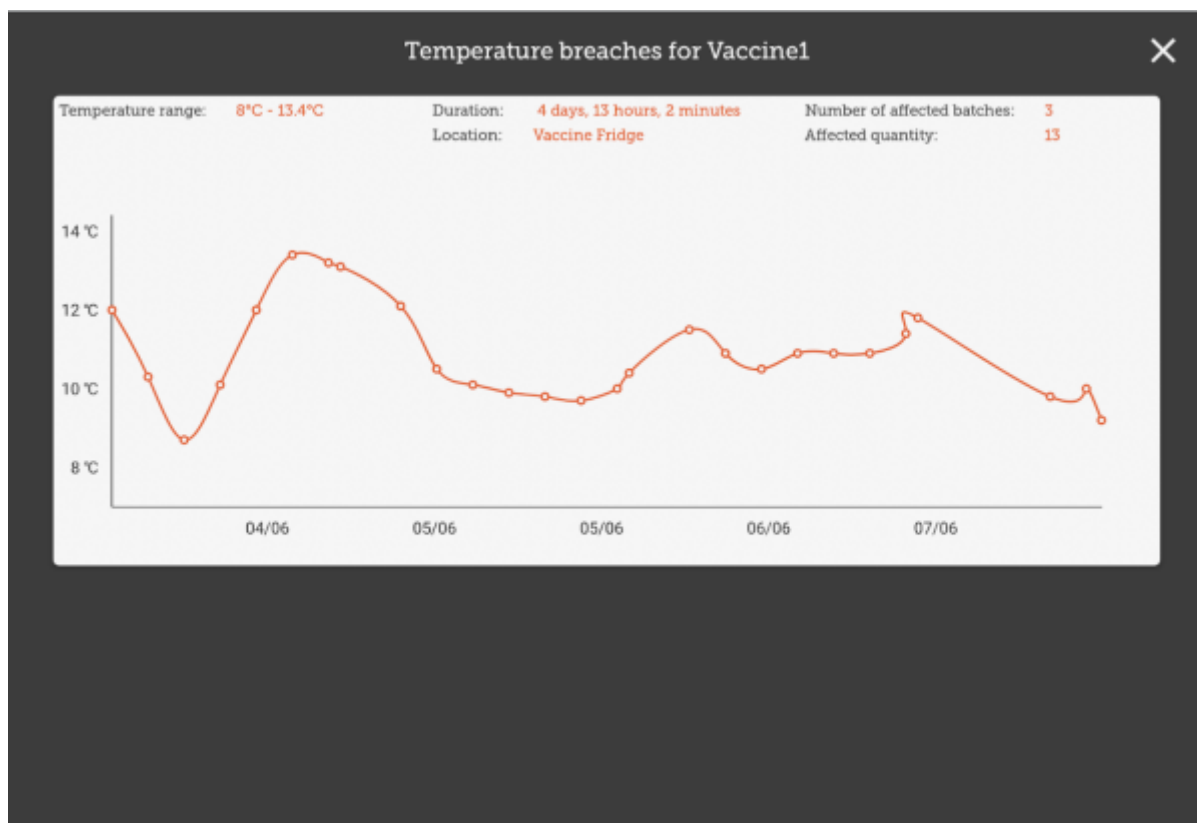 Temperature breaches for Vaccine1
Temperature range: 8°C - 13.4°C Duration: 4 days, 13 hours, 2 minutes Number of affected batches: 3
Location: Vaccine Fridge Affected quantity: 13
14 ℃
12 ℃
10 ℃
8 ℃
04/06 05/06 05/06 06/06 07/06